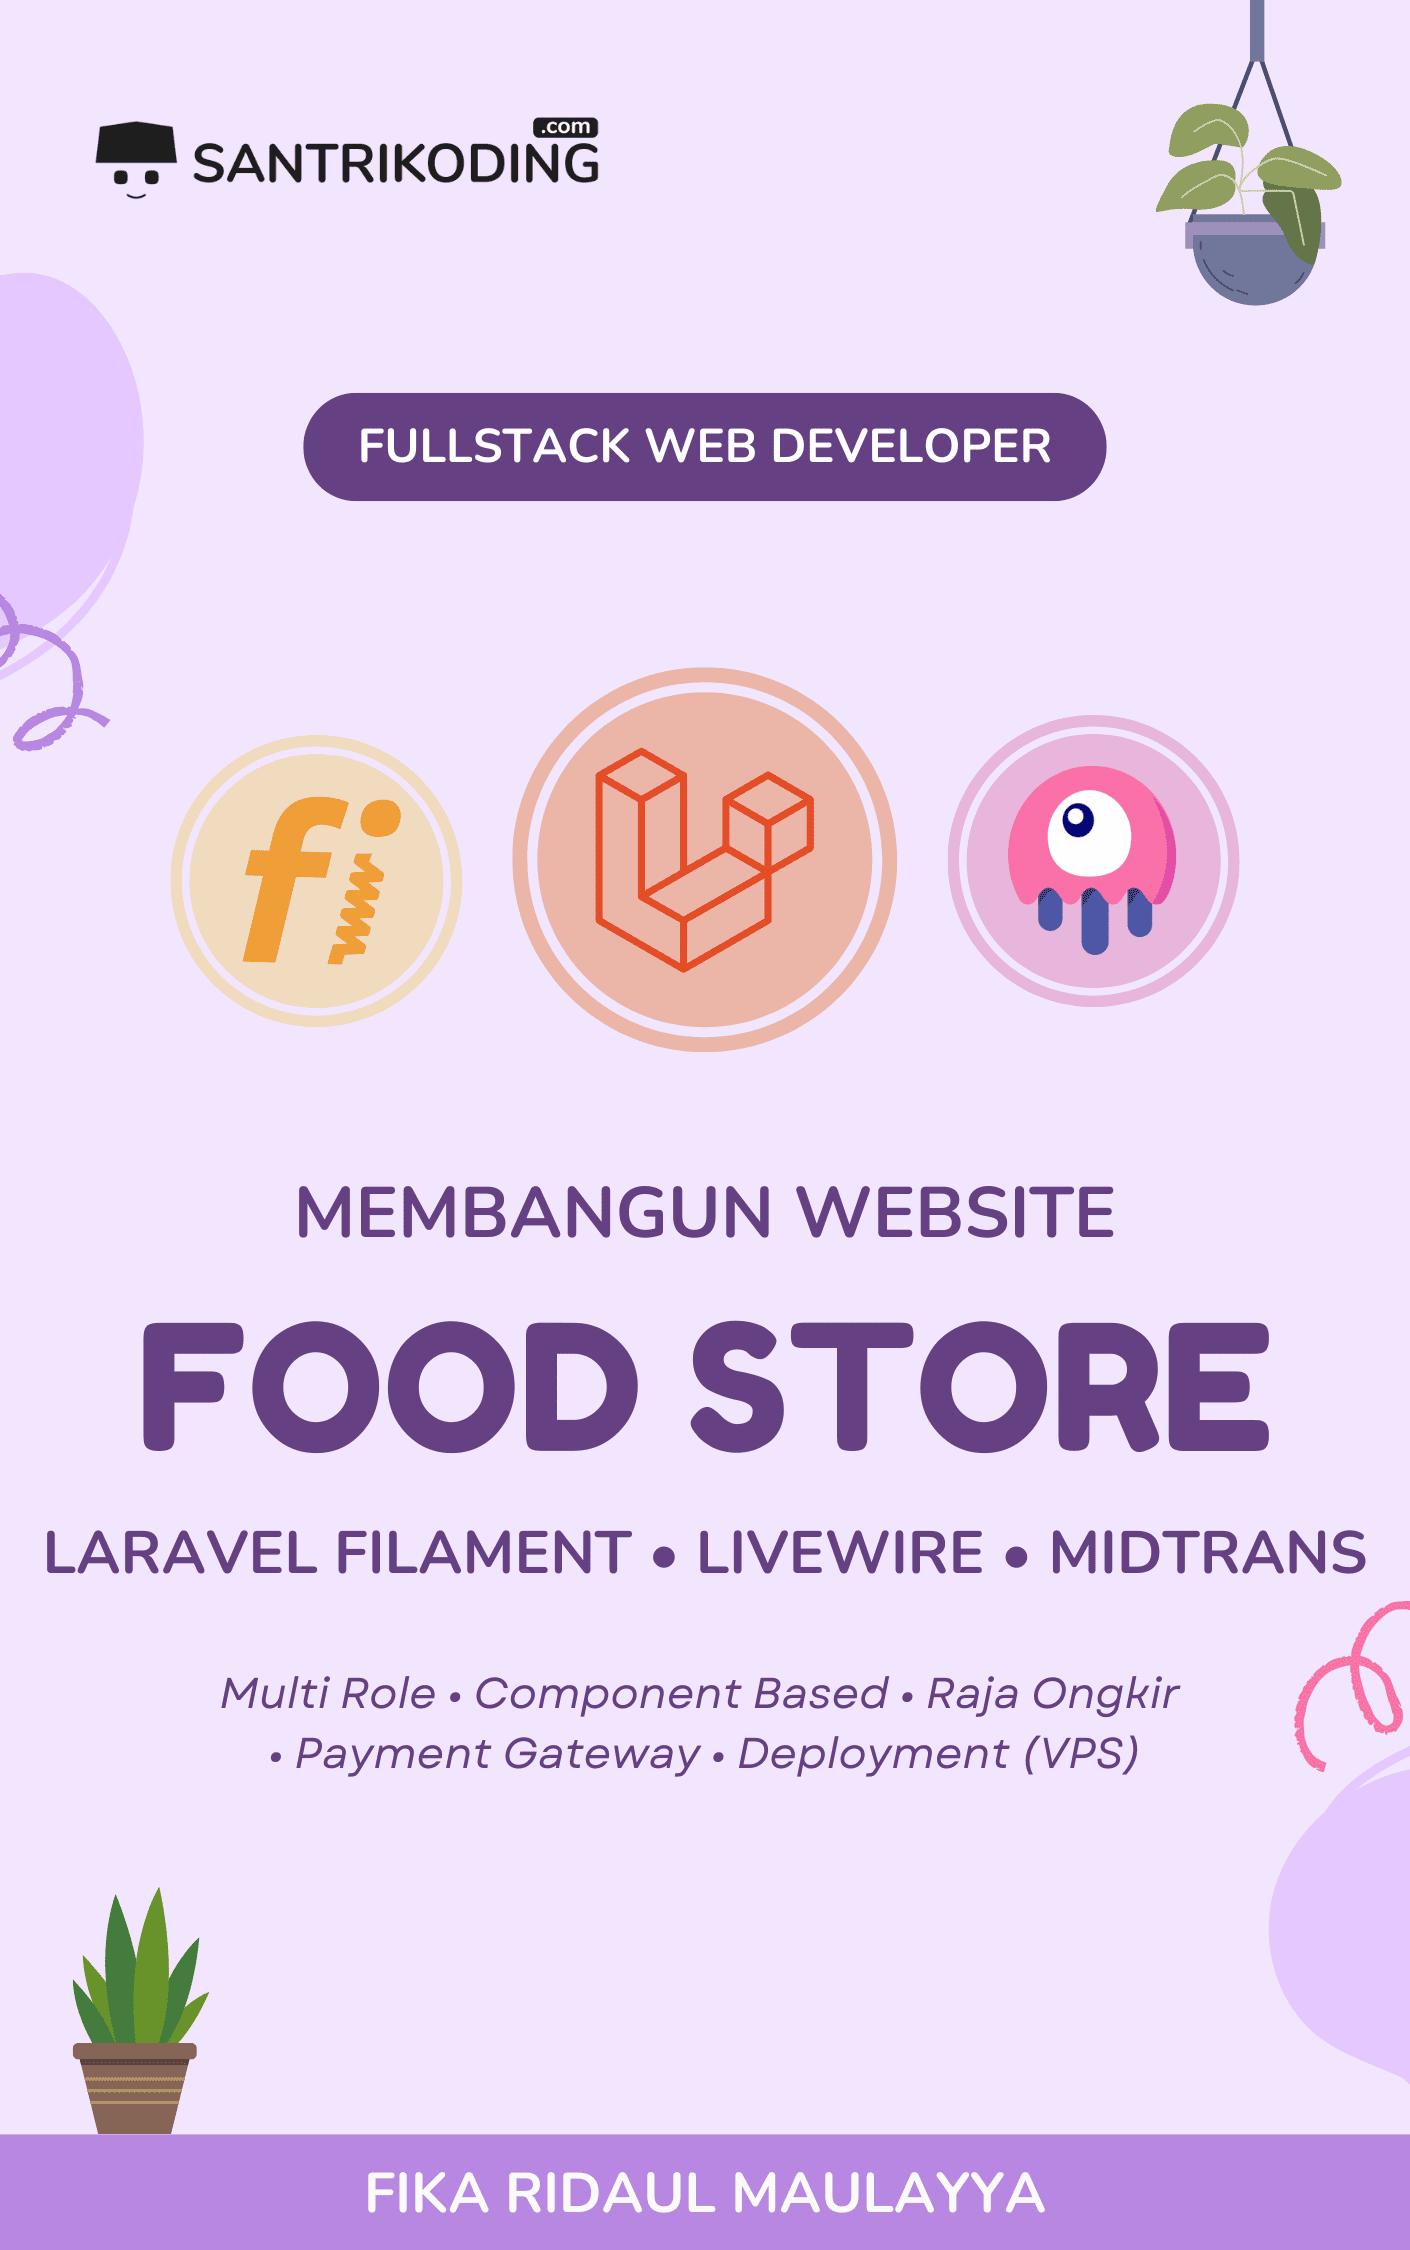 .com
SANTRIKODING
FULLSTACK WEB DEVELOPER
fi
MEMBANGUN WEBSITE
FOOD STORE
LARAVEL FILAMENT • LIVEWIRE • MIDTRANS
Multi Role • Component Based • Raja Ongkir
• Payment Gateway • Deployment (VPS)
FIKA RIDAUL MAULAYYA